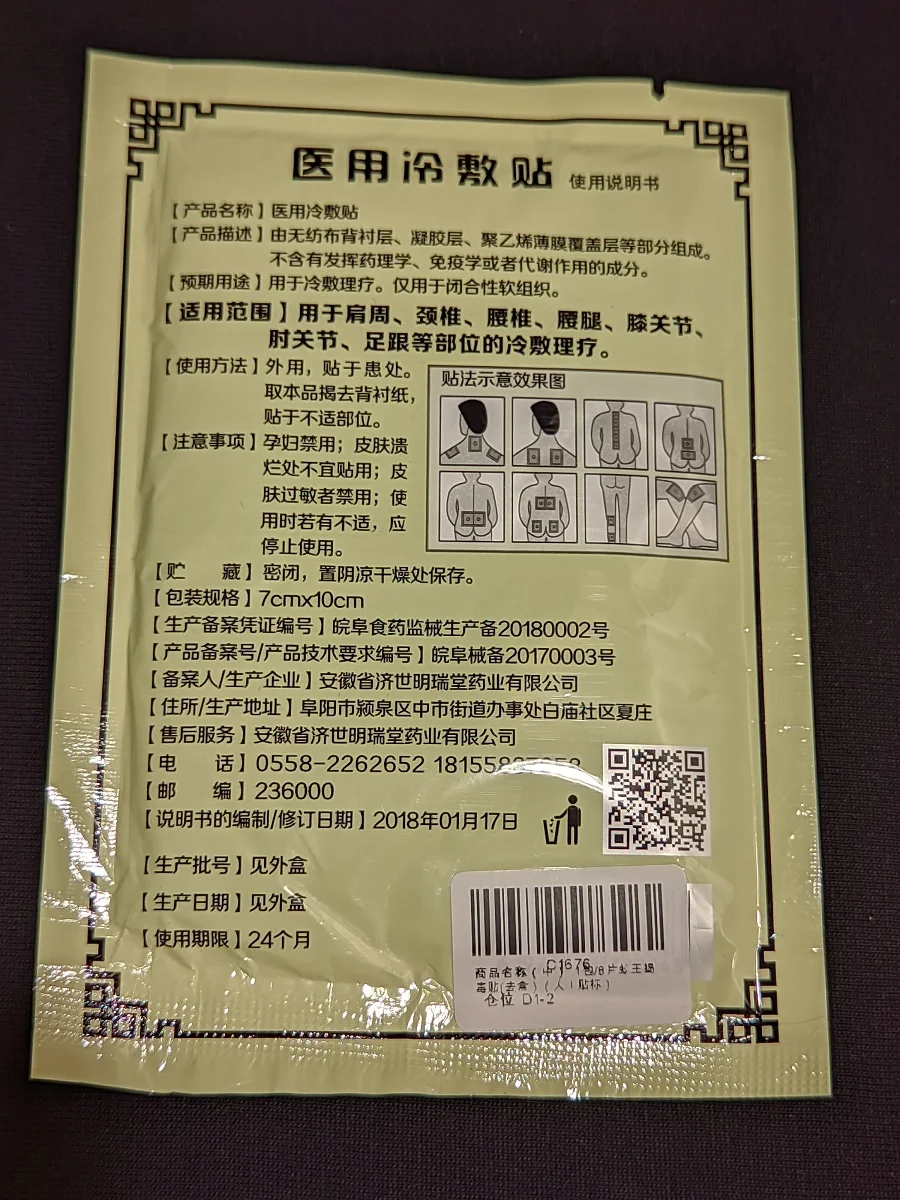 医用冷敷贴 使用说明书
【产品名称】医用冷敷贴
【产品描述】由无纺布背衬层、凝胶层、聚乙烯薄膜覆盖层等部分组成。
不含有发挥药理学、免疫学或者代谢作用的成分。
【预期用途】用于冷敷理疗。仅用于闭合性软组织。
【适用范围】用于肩周、颈椎、腰椎、腰腿、膝关节、
肘关节、足跟等部位的冷敷理疗。
【使用方法】外用，贴于患处。
取本品揭去背衬纸，
贴于不适部位。
【注意事项】孕妇禁用；皮肤溃
烂处不宜贴用；皮
肤过敏者禁用；使
用时若有不适，应
停止使用。
贴法示意效果图
【贮 藏】密闭，置阴凉干燥处保存。
【包装规格】7cmx10cm
【生产备案凭证编号】皖阜食药监械生产备20180002号
【产品备案号/产品技术要求编号】皖阜械备20170003号
【备案人/生产企业】安徽省济世明瑞堂药业有限公司
【住所/生产地址】阜阳市颍泉区中市街道办事处白庙社区夏庄
【售后服务】安徽省济世明瑞堂药业有限公司
【电 话】0558-2262652
【邮 编】236000
【说明书的编制/修订日期】2018年01月17日
【生产批号】见外盒
【生产日期】见外盒
【使用期限】24个月
D1676
商品名称(中) 1包/8片 王蝎
毒贴(去盒)
仓位 D1-2